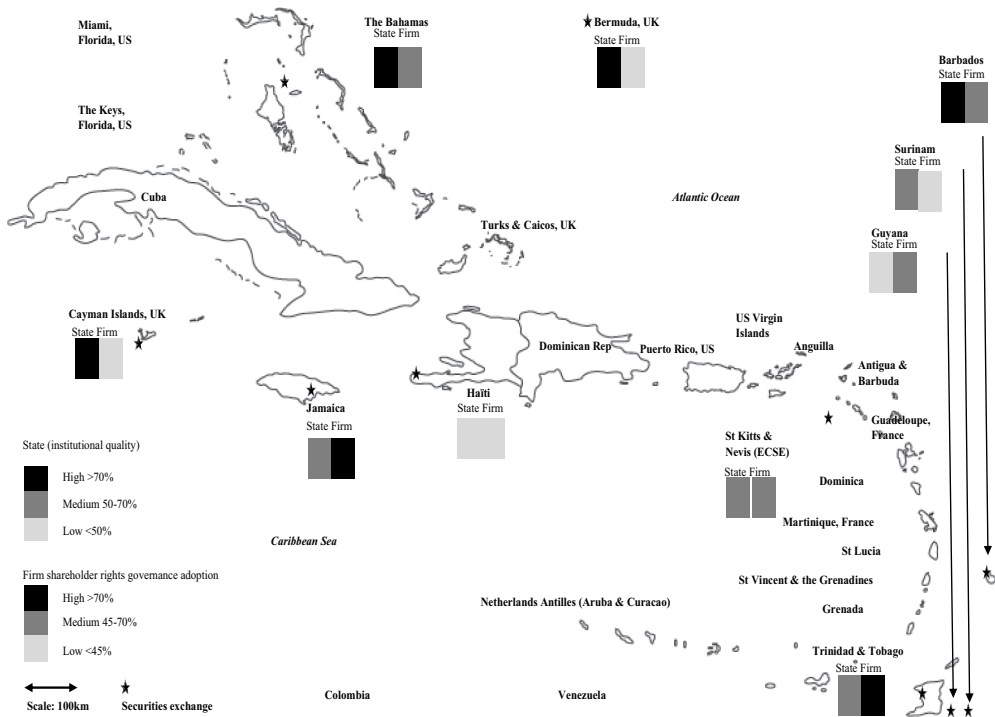 Miami,
Florida, US
The Bahamas
State Firm
Bermuda, UK
State Firm
Barbados
State Firm
The Keys,
Florida, US
Surinam
State Firm
Cuba
Atlantic Ocean
Turks & Caicos, UK
Guyana
State Firm
Cayman Islands, UK
State Firm
US Virgin
Islands
Dominican Rep
Puerto Rico, US
Anguilla
Antigua &
Barbuda
Haïti
State Firm
Jamaica
State Firm
Guadeloupe,
France
St Kitts &
Nevis (ECSE)
State Firm
State (institutional quality)
High >70%
Medium 50-70%
Low <50%
Dominica
Martinique, France
Caribbean Sea
St Lucia
Firm shareholder rights governance adoption
High >70%
Medium 45-70%
Low <45%
St Vincent & the Grenadines
Netherlands Antilles (Aruba & Curacao)
Grenada
Trinidad & Tobago
State Firm
Scale: 100km
Securities exchange
Colombia
Venezuela